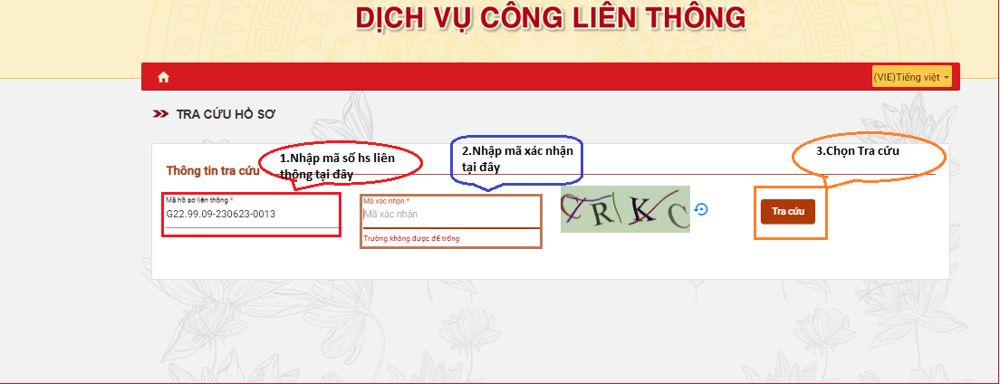 DỊCH VỤ CÔNG LIÊN THÔNG
(VIE)Tiếng việt
TRA CỨU HỒ SƠ
1.Nhập mã số hs liên
thông tại đây
2.Nhập mã xác nhận
tại đây
3.Chọn Tra cứu
Thông tin tra cứu
Mã hồ sơ liên thông *
G22.99.09-230623-0013
Mã xác nhận *
Mã xác nhận
Trường không được để trống
Tra cứu